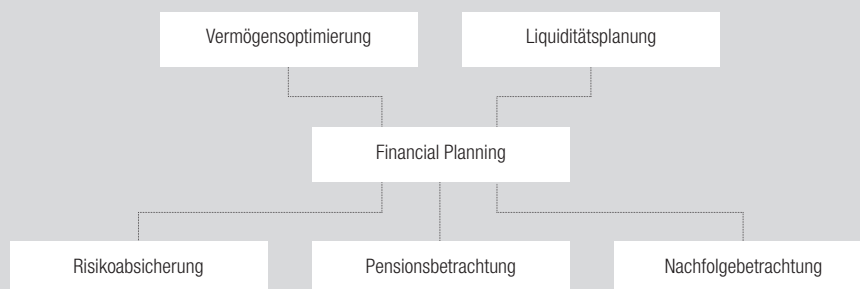 Vermögensoptimierung
Liquiditätsplanung
Financial Planning
Risikoabsicherung
Pensionsbetrachtung
Nachfolgebetrachtung